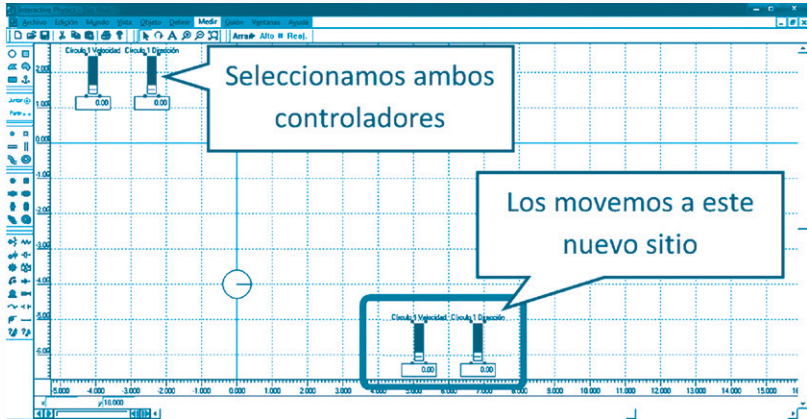 Interactive Physics
Archivo Edición Mundo Vista Objeto Definir Medir Guión Ventanas Ayuda
Arran Alto Rei.
Círculo 1 Velocidad Círculo 1 Dirección
0.00 0.00
Seleccionamos ambos
controladores
2.000
1.000
0.000
-1.000
-2.000
-3.000
-4.000
-5.000
-6.000
Los movemos a este
nuevo sitio
Círculo 1 Velocidad Círculo 1 Dirección
0.00 0.00
-5.000 -4.000 -3.000 -2.000 -1.000 0.000 1.000 2.000 3.000 4.000 5.000 6.000 7.000 8.000 9.000 10.000 11.000 12.000 13.000 14.000 15.000
x y 10.000